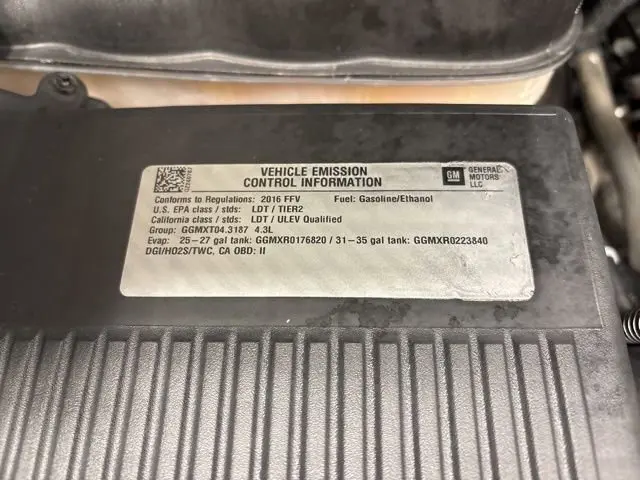 VEHICLE EMISSION
CONTROL INFORMATION
GM GENERAL MOTORS LLC
Conforms to Regulations: 2016 FFV Fuel: Gasoline/Ethanol
U.S. EPA class / stds: LDT / TIER2
California class / stds: LDT / ULEV Qualified
Group: GGMXT04.3187 4.3L
Evap: 25-27 gal tank: GGMXR0176820 / 31-35 gal tank: GGMXR0223840
DGI/HO2S/TWC, CA OBD: II